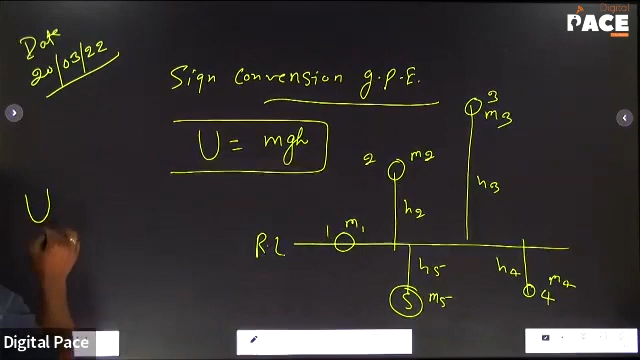 Digital
PACE
Date
20/03/22
Sign Convension g.P.E.
U = mgh
U
R.L
1 m1
2 m2
h2
3
m3
h3
h4
m4
4
h5
5 m5
Digital Pace